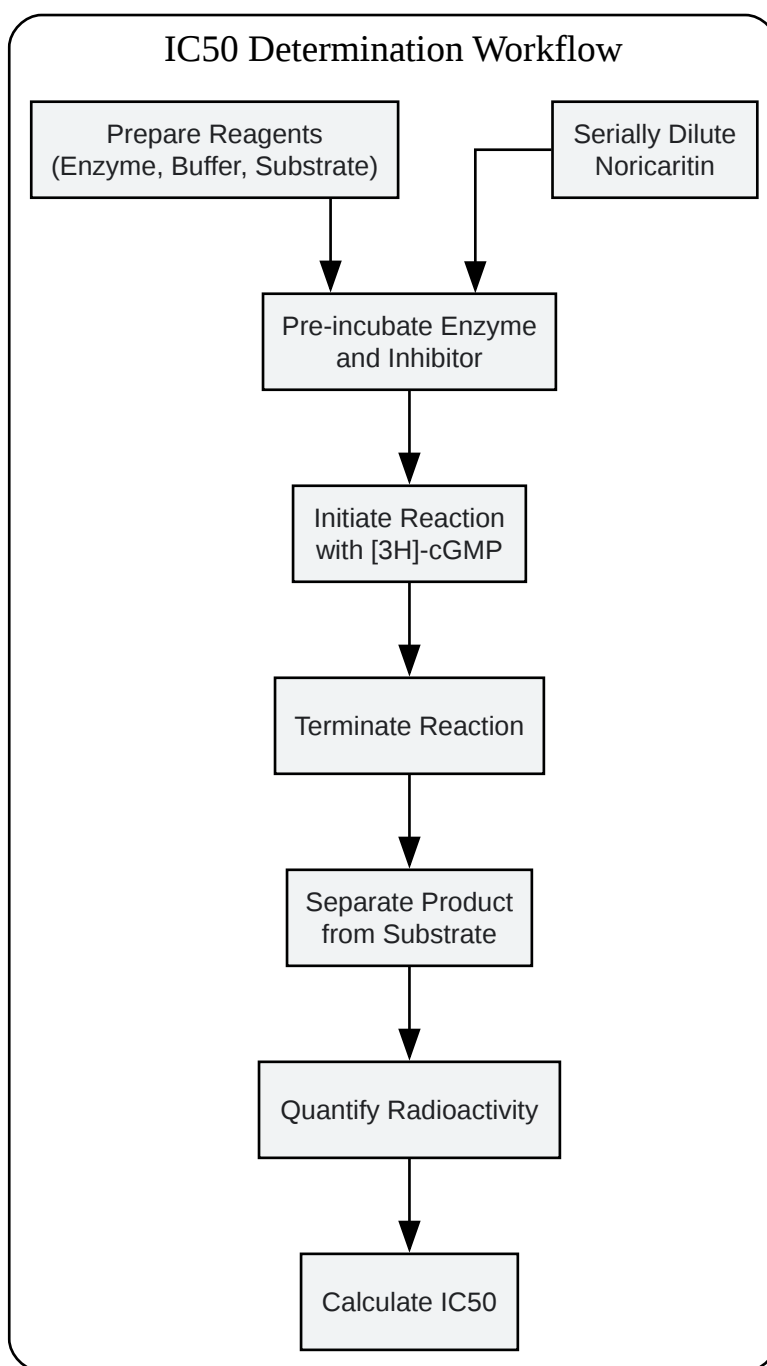 IC50 Determination Workflow
Prepare Reagents
(Enzyme, Buffer, Substrate)
Serially Dilute
Noricaritin
Pre-incubate Enzyme
and Inhibitor
Initiate Reaction
with [3H]-cGMP
Terminate Reaction
Separate Product
from Substrate
Quantify Radioactivity
Calculate IC50